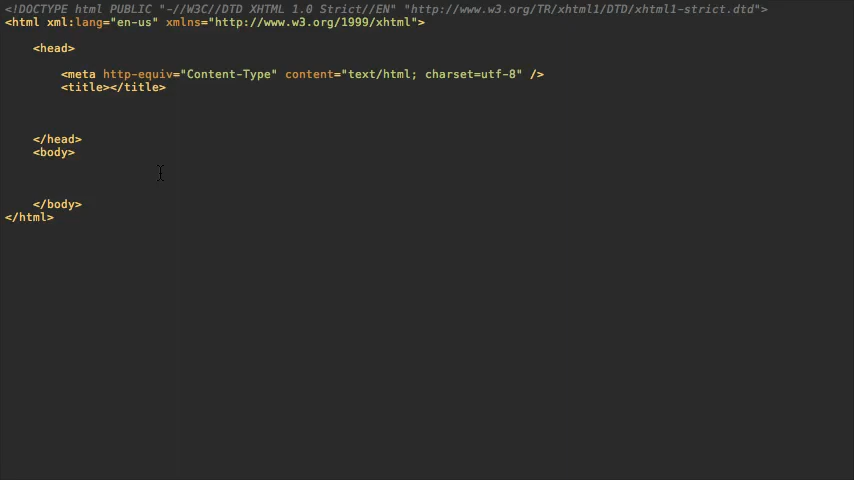 <!DOCTYPE html PUBLIC "-//W3C//DTD XHTML 1.0 Strict//EN" "http://www.w3.org/TR/xhtml1/DTD/xhtml1-strict.dtd">
<html xml:lang="en-us" xmlns="http://www.w3.org/1999/xhtml">
<head>
<meta http-equiv="Content-Type" content="text/html; charset=utf-8" />
<title></title>
</head>
<body>
</body>
</html>